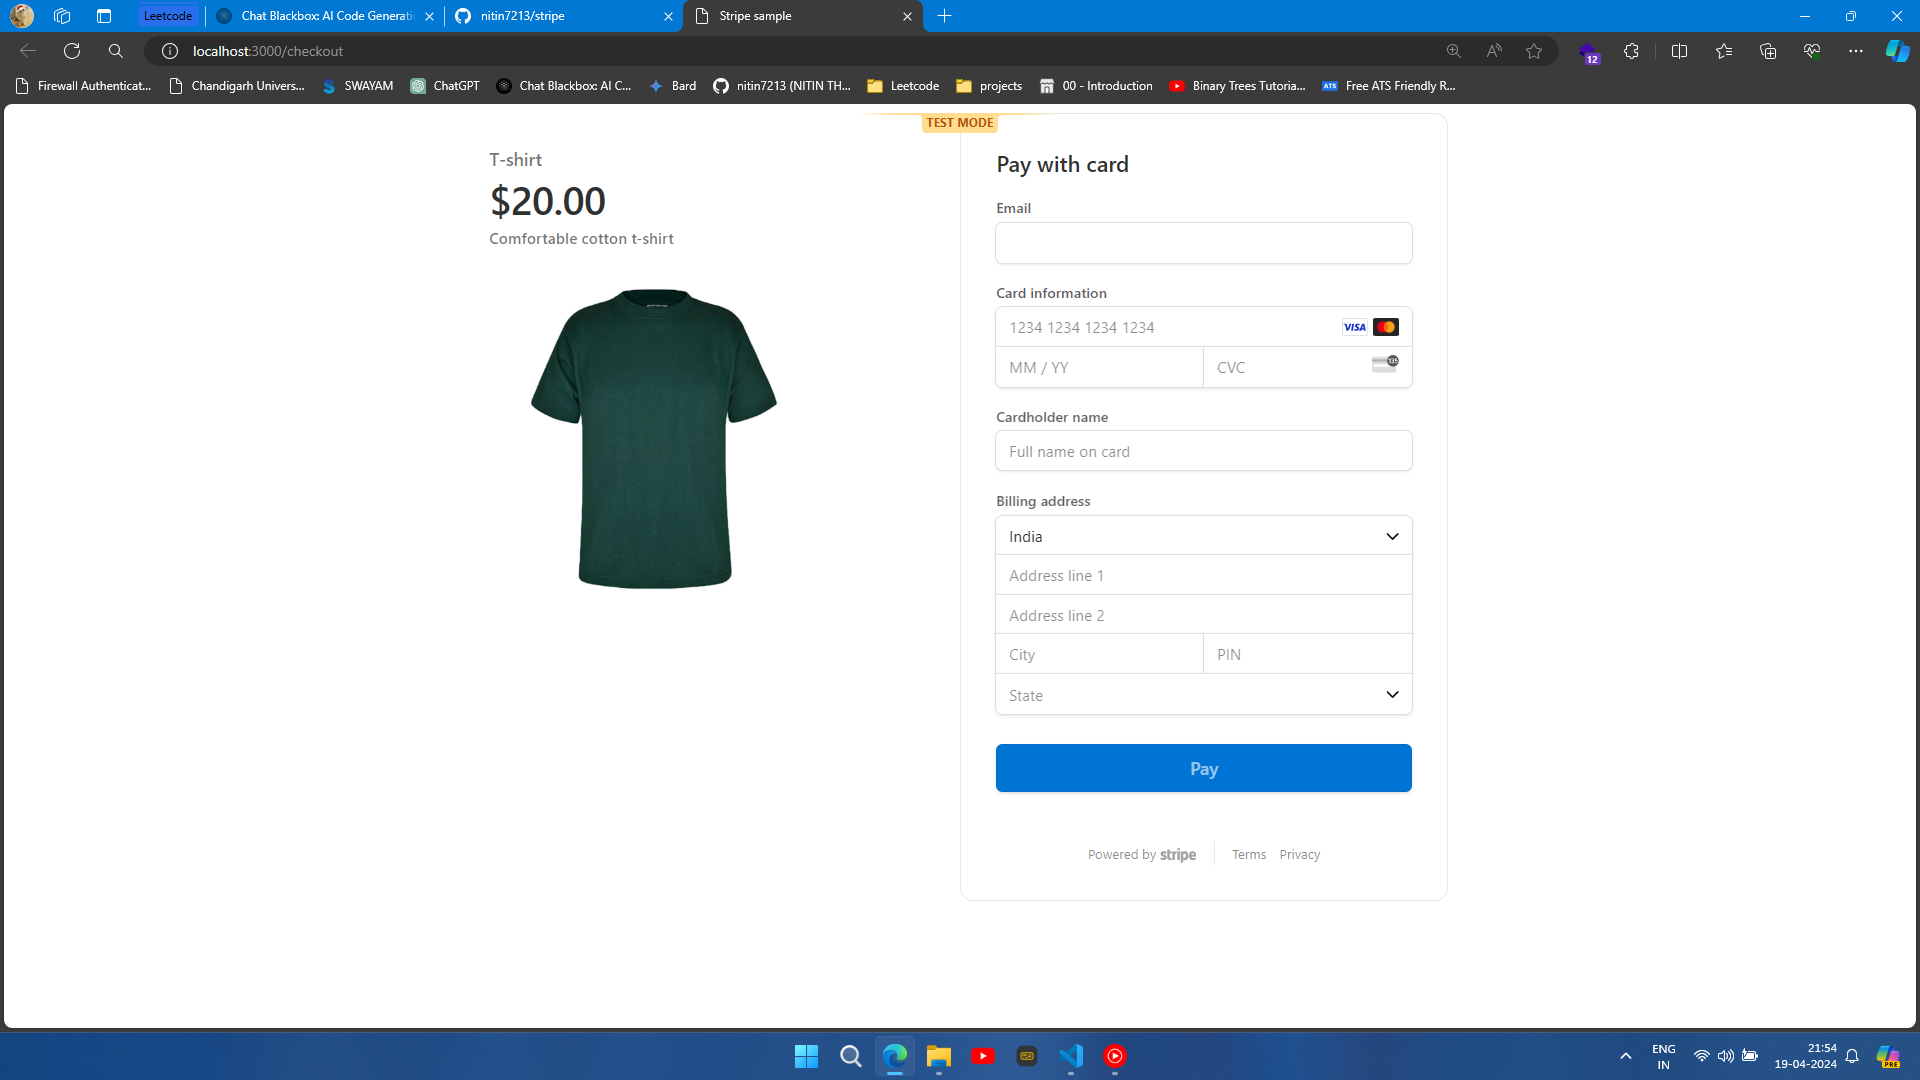 Leetcode
Chat Blackbox: AI Code Generati
nitin7213/stripe
Stripe sample
localhost:3000/checkout
12
Firewall Authenticat...
Chandigarh Univers...
SWAYAM
ChatGPT
Chat Blackbox: AI C...
Bard
nitin7213 (NITIN TH...
Leetcode
projects
00 - Introduction
Binary Trees Tutoria...
ATS
Free ATS Friendly R...
TEST MODE
T-shirt
$20.00
Comfortable cotton t-shirt
Pay with card
Email
Card information
1234 1234 1234 1234
VISA
MM / YY
CVC
135
Cardholder name
Full name on card
Billing address
India
Address line 1
Address line 2
City
PIN
State
Pay
Powered by stripe
Terms
Privacy
ENG
IN
21:54
19-04-2024
PRE